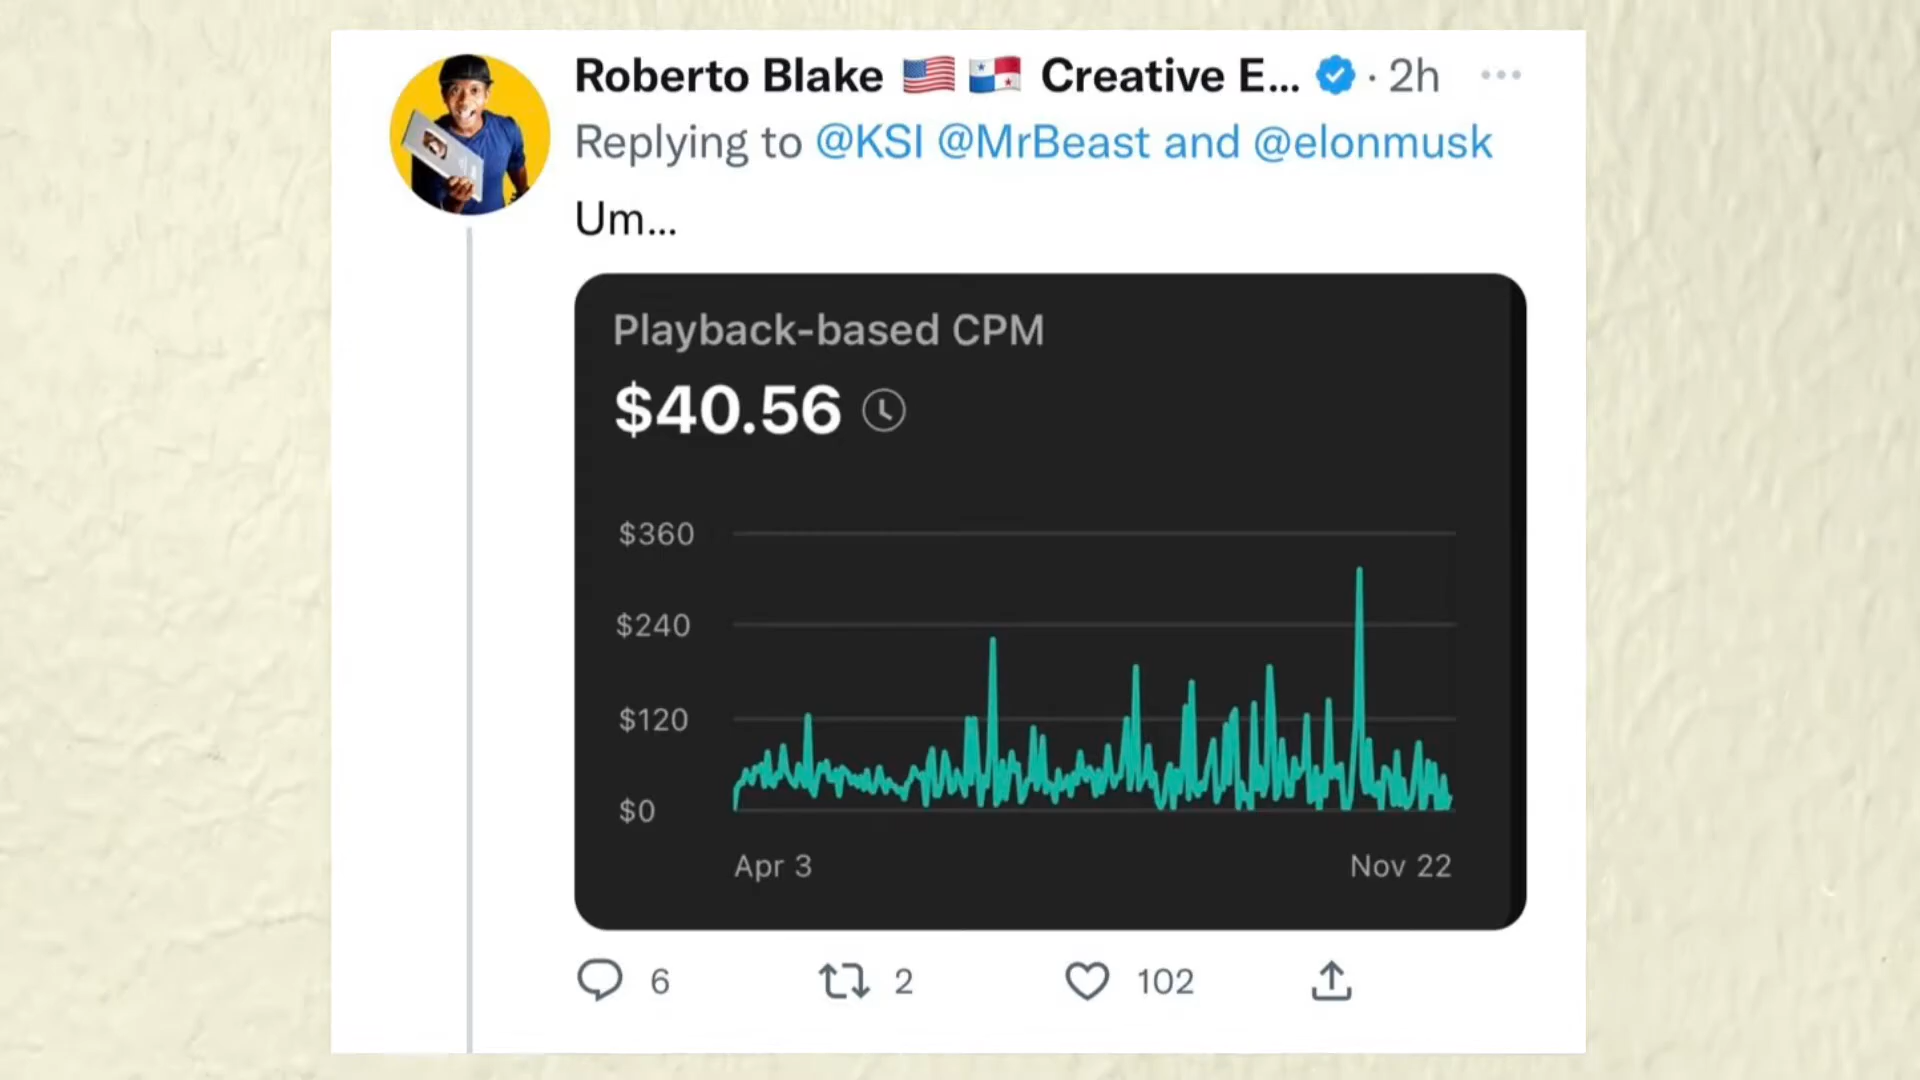 Roberto Blake 🇺🇸 🇵🇦 Creative E... · 2h
Replying to @KSI @MrBeast and @elonmusk
Um...
Playback-based CPM
$40.56
$360
$240
$120
$0
Apr 3 Nov 22
6 2 102